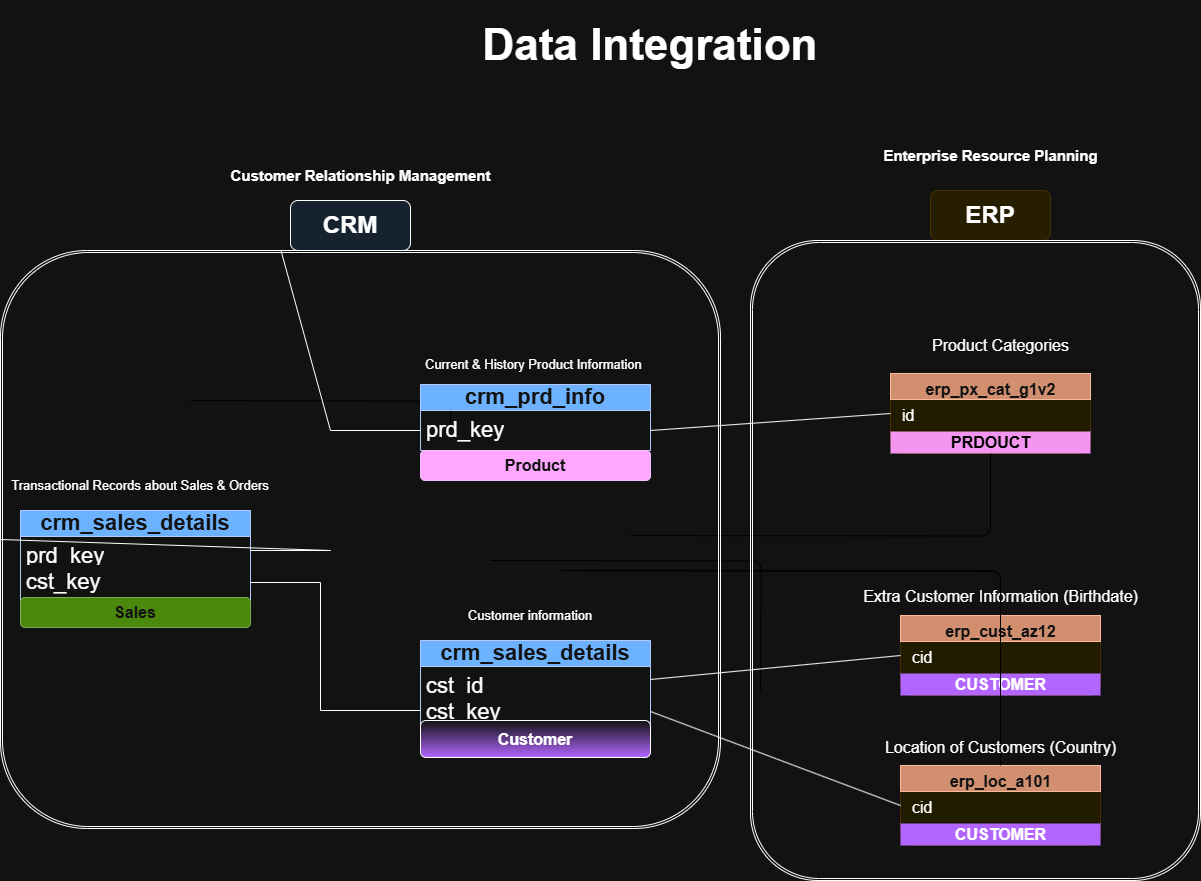 Data Integration
Customer Relationship Management
CRM
Enterprise Resource Planning
ERP
Current & History Product Information
crm_prd_info
prd_key
Product
Transactional Records about Sales & Orders
crm_sales_details
prd_key
cst_key
Sales
Customer information
crm_sales_details
cst_id
cst_key
Customer
Product Categories
erp_px_cat_g1v2
id
PRDOUCT
Extra Customer Information (Birthdate)
erp_cust_az12
cid
CUSTOMER
Location of Customers (Country)
erp_loc_a101
cid
CUSTOMER